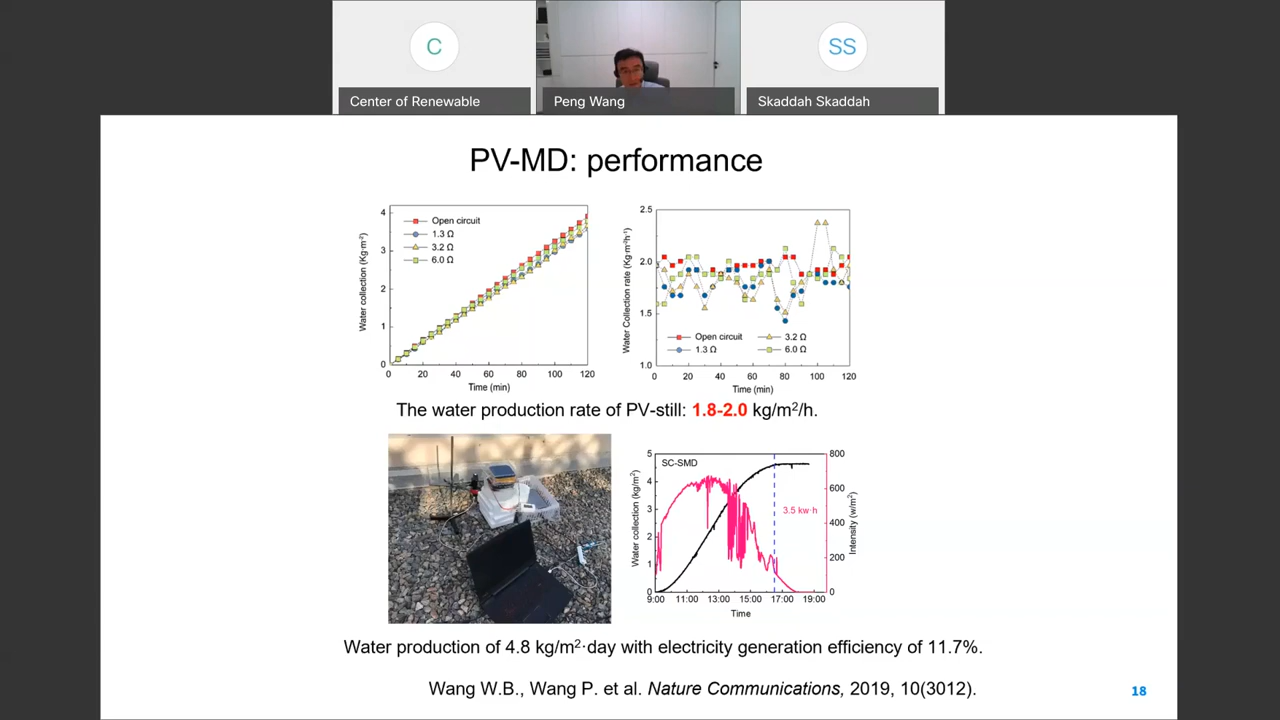 C
SS
Center of Renewable
Peng Wang
Skaddah Skaddah
PV-MD: performance
4
3
2
1
0
Water collection (Kg·m⁻²)
Open circuit
1.3 Ω
3.2 Ω
6.0 Ω
0 20 40 60 80 100 120
Time (min)
2.5
2.0
1.5
1.0
Water Collection rate (Kg·m⁻²h⁻¹)
Open circuit
3.2 Ω
1.3 Ω
6.0 Ω
0 20 40 60 80 100 120
Time (min)
The water production rate of PV-still: 1.8-2.0 kg/m²/h.
5
4
3
2
1
0
Water collection (kg/m²)
SC-SMD
3.5 kw·h
800
600
400
200
0
Intensity (w/m²)
9:00 11:00 13:00 15:00 17:00 19:00
Time
Water production of 4.8 kg/m²·day with electricity generation efficiency of 11.7%.
Wang W.B., Wang P. et al. Nature Communications, 2019, 10(3012).
18